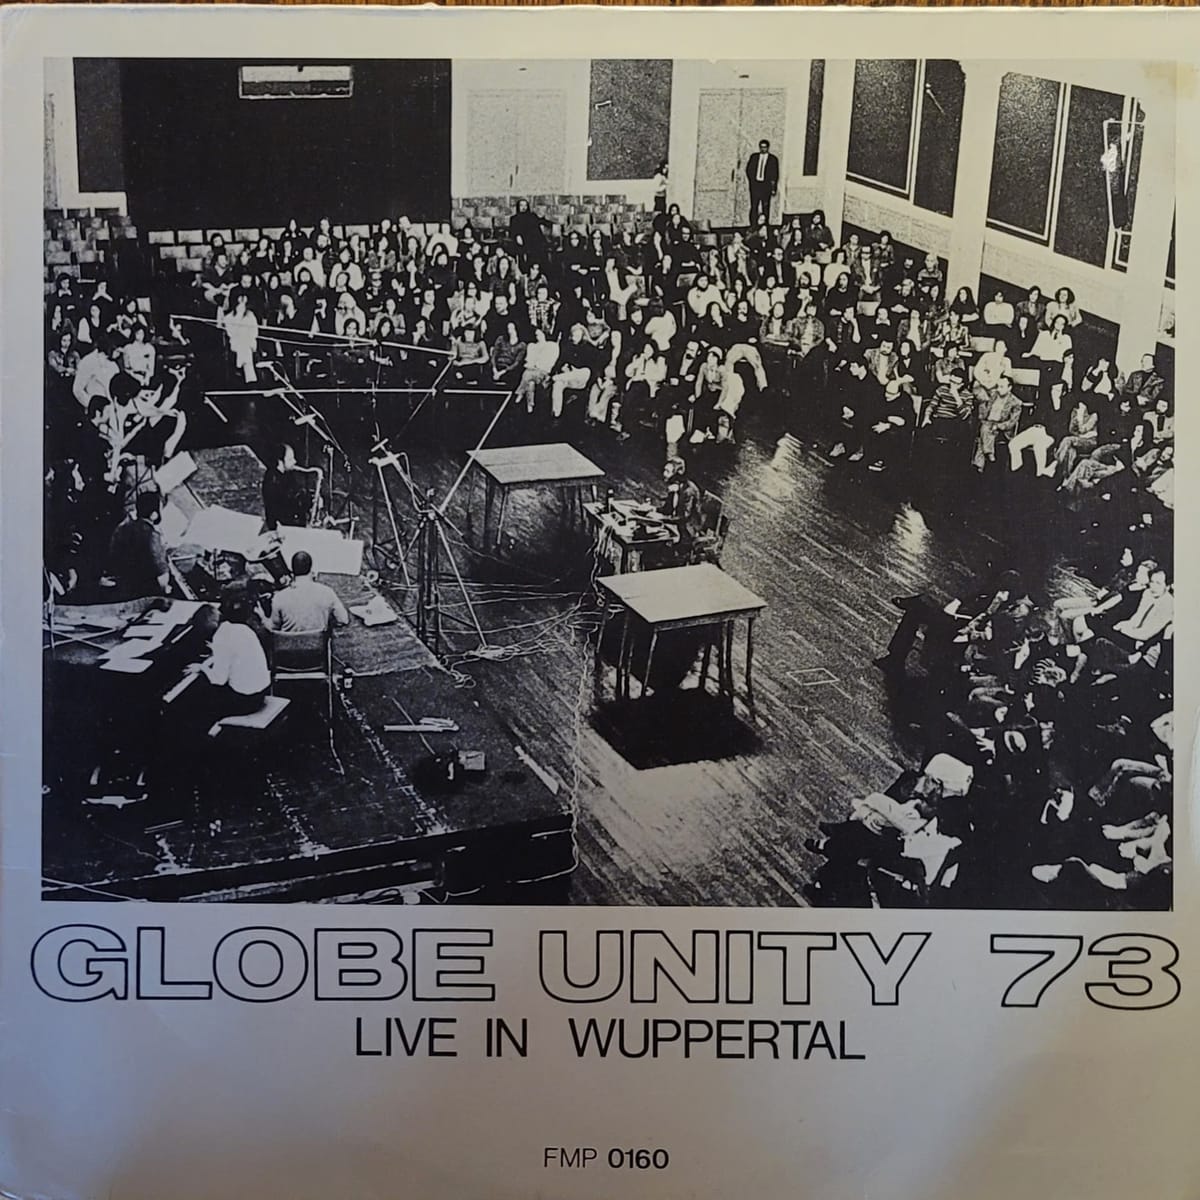 GLOBE UNITY 73
LIVE IN WUPPERTAL
FMP 0160